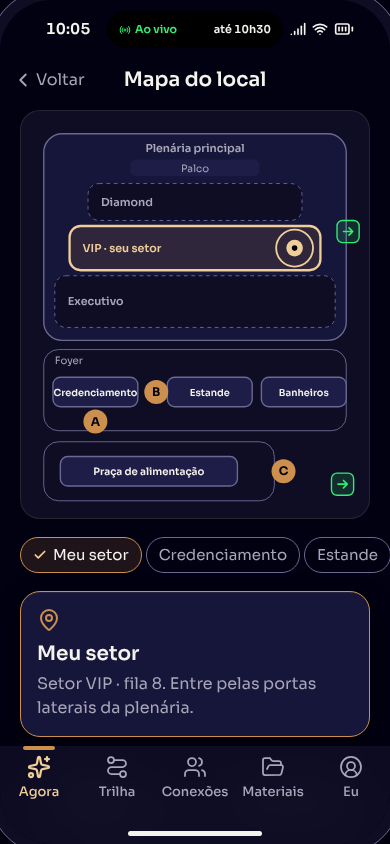 10:05
Ao vivo
até 10h30
Voltar
Mapa do local
Plenária principal
Palco
Diamond
VIP · seu setor
Executivo
Foyer
Credenciamento
B
Estande
Banheiros
A
Praça de alimentação
C
Meu setor
Credenciamento
Estande
Meu setor
Setor VIP · fila 8. Entre pelas portas
laterais da plenária.
Agora
Trilha
Conexões
Materiais
Eu